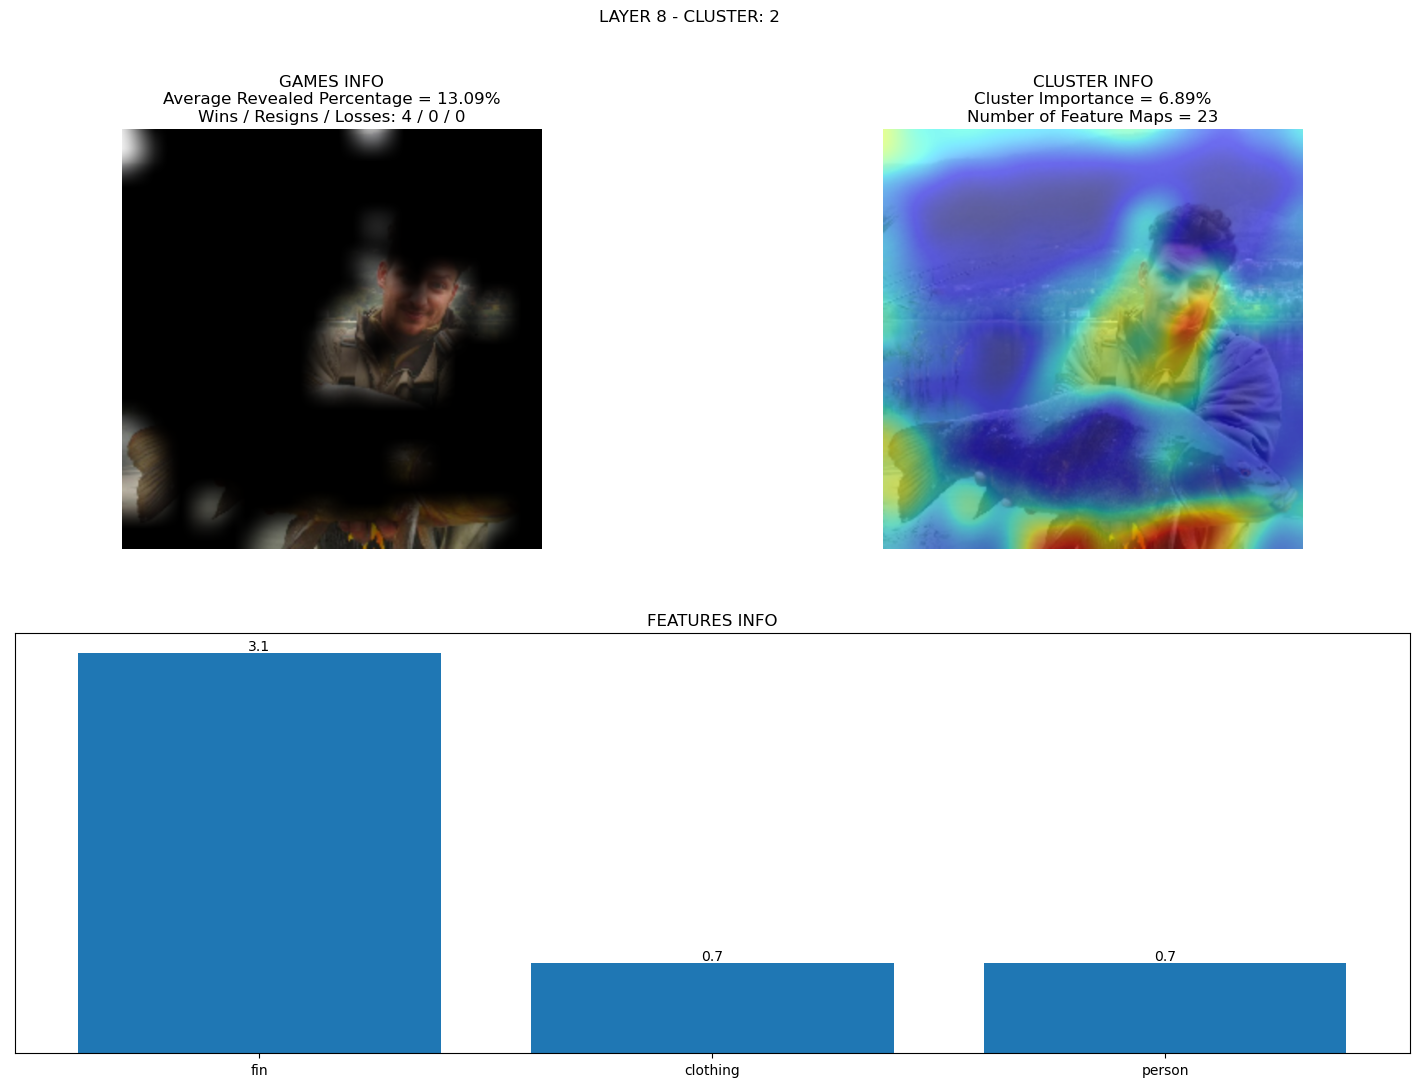 LAYER 8 - CLUSTER: 2
GAMES INFO
Average Revealed Percentage = 13.09%
Wins / Resigns / Losses: 4 / 0 / 0
CLUSTER INFO
Cluster Importance = 6.89%
Number of Feature Maps = 23
FEATURES INFO
3.1
0.7
0.7
fin
clothing
person